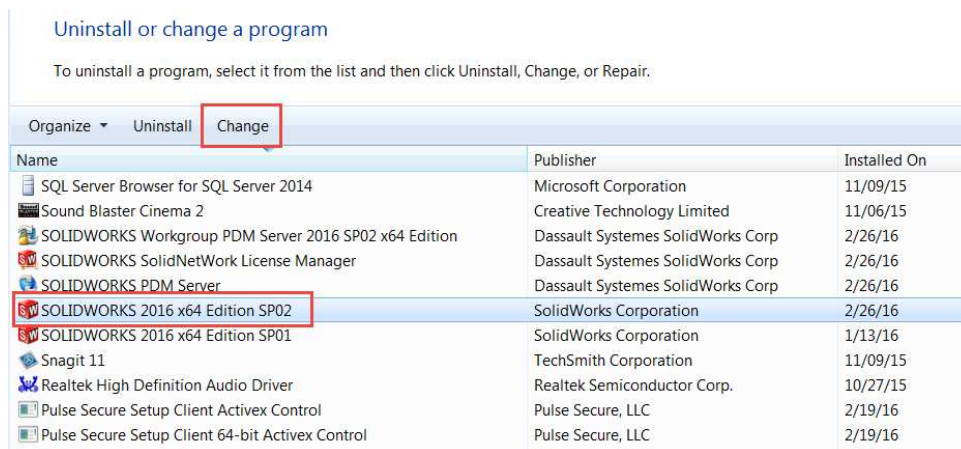 Uninstall or change a program
To uninstall a program, select it from the list and then click Uninstall, Change, or Repair.
Organize Uninstall Change
Name Publisher Installed On
SQL Server Browser for SQL Server 2014 Microsoft Corporation 11/09/15
Sound Blaster Cinema 2 Creative Technology Limited 11/06/15
SOLIDWORKS Workgroup PDM Server 2016 SP02 x64 Edition Dassault Systemes SolidWorks Corp 2/26/16
SOLIDWORKS SolidNetWork License Manager Dassault Systemes SolidWorks Corp 2/26/16
SOLIDWORKS PDM Server Dassault Systemes SolidWorks Corp 2/26/16
SOLIDWORKS 2016 x64 Edition SP02 SolidWorks Corporation 2/26/16
SOLIDWORKS 2016 x64 Edition SP01 SolidWorks Corporation 1/13/16
Snagit 11 TechSmith Corporation 11/09/15
Realtek High Definition Audio Driver Realtek Semiconductor Corp. 10/27/15
Pulse Secure Setup Client Activex Control Pulse Secure, LLC 2/19/16
Pulse Secure Setup Client 64-bit Activex Control Pulse Secure, LLC 2/19/16